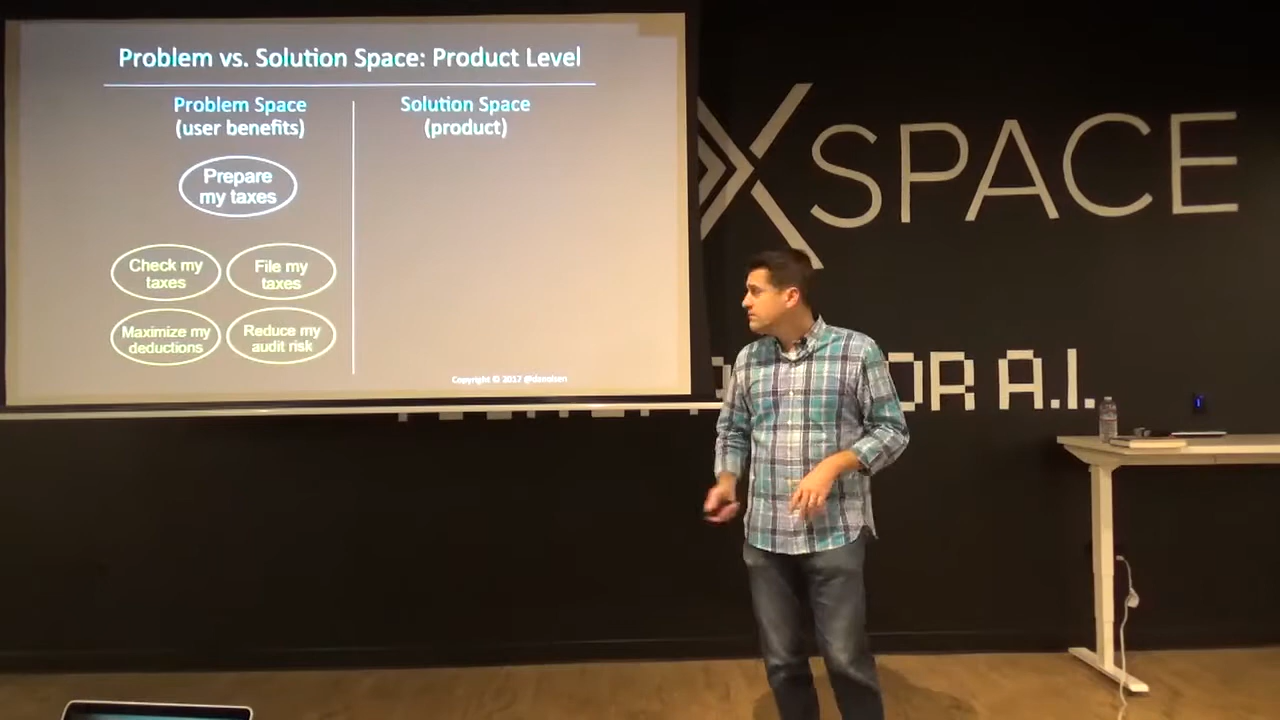 Problem vs. Solution Space: Product Level
Problem Space
(user benefits)
Solution Space
(product)
Prepare
my taxes
Check my
taxes
File my
taxes
Maximize my
deductions
Reduce my
audit risk
Copyright © 2017 @danolsen
XSPACE
OR A.I.